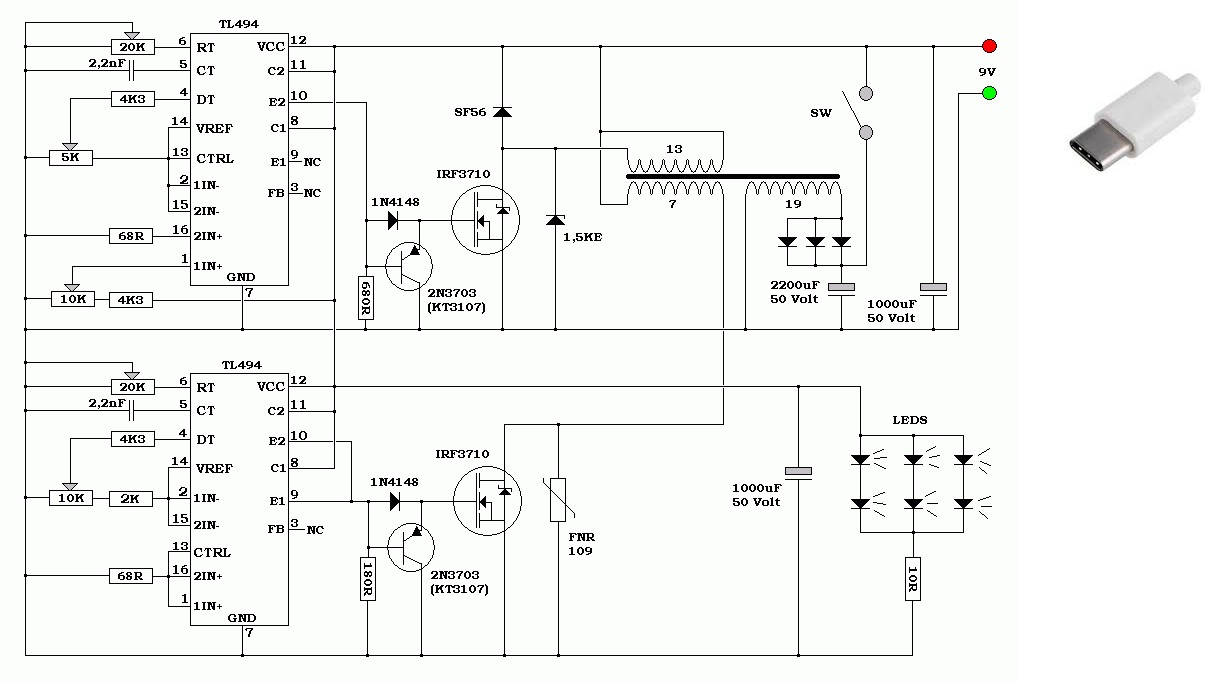 TL494
20K
6
RT
VCC
12
2,2nF
5
CT
C2
11
9V
4K3
4
DT
E2
10
SF56
SW
14
VREF
C1
8
5K
13
CTRL
E1
9
NC
13
2
1IN-
FB
3
NC
IRF3710
15
2IN-
1N4148
7
19
68R
16
2IN+
1,5KE
1
1IN+
GND
7
10K
4K3
680R
2N3703
(KT3107)
2200uF
50 Volt
1000uF
50 Volt
TL494
20K
6
RT
VCC
12
2,2nF
5
CT
C2
11
LEDS
4K3
4
DT
E2
10
IRF3710
14
VREF
C1
8
10K
2K
2
1IN-
E1
9
1N4148
1000uF
50 Volt
15
2IN-
FB
3
NC
FNR
109
13
CTRL
68R
16
2IN+
180R
2N3703
(KT3107)
10R
1
1IN+
GND
7